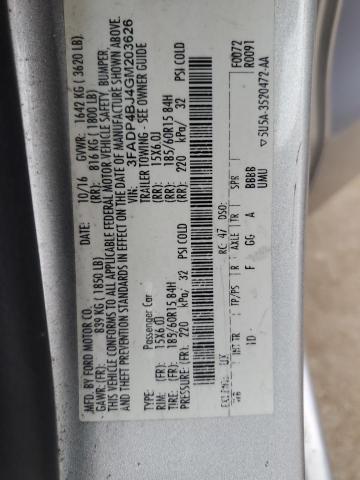 MFD. BY FORD MOTOR CO.
DATE: 10/16 GVWR: 1642 KG (3620 LB)
GAWR: (FR): 839 KG (1850 LB) (RR): 816 KG (1800 LB)
THIS VEHICLE CONFORMS TO ALL APPLICABLE FEDERAL MOTOR VEHICLE SAFETY, BUMPER,
AND THEFT PREVENTION STANDARDS IN EFFECT ON THE DATE OF MANUFACTURE SHOWN ABOVE.
VIN: 3FADP4BJ4GM203626
TYPE: Passenger Car TRAILER TOWING - SEE OWNER GUIDE
RIM: (FR): 15X6.0J (RR): 15X6.0J
TIRE: (FR): 185/60R15 84H (RR): 185/60R15 84H
PRESSURE: (FR): 220 kPa/ 32 PSI COLD (RR): 220 kPa/ 32 PSI COLD
EXT PNT: UX RC: 47 DSO: F0072
R0091
INT TR TP/PS R AXLE TR SPR
1D F GG A BBBB
UMU
▽5U5A-3520472-AA